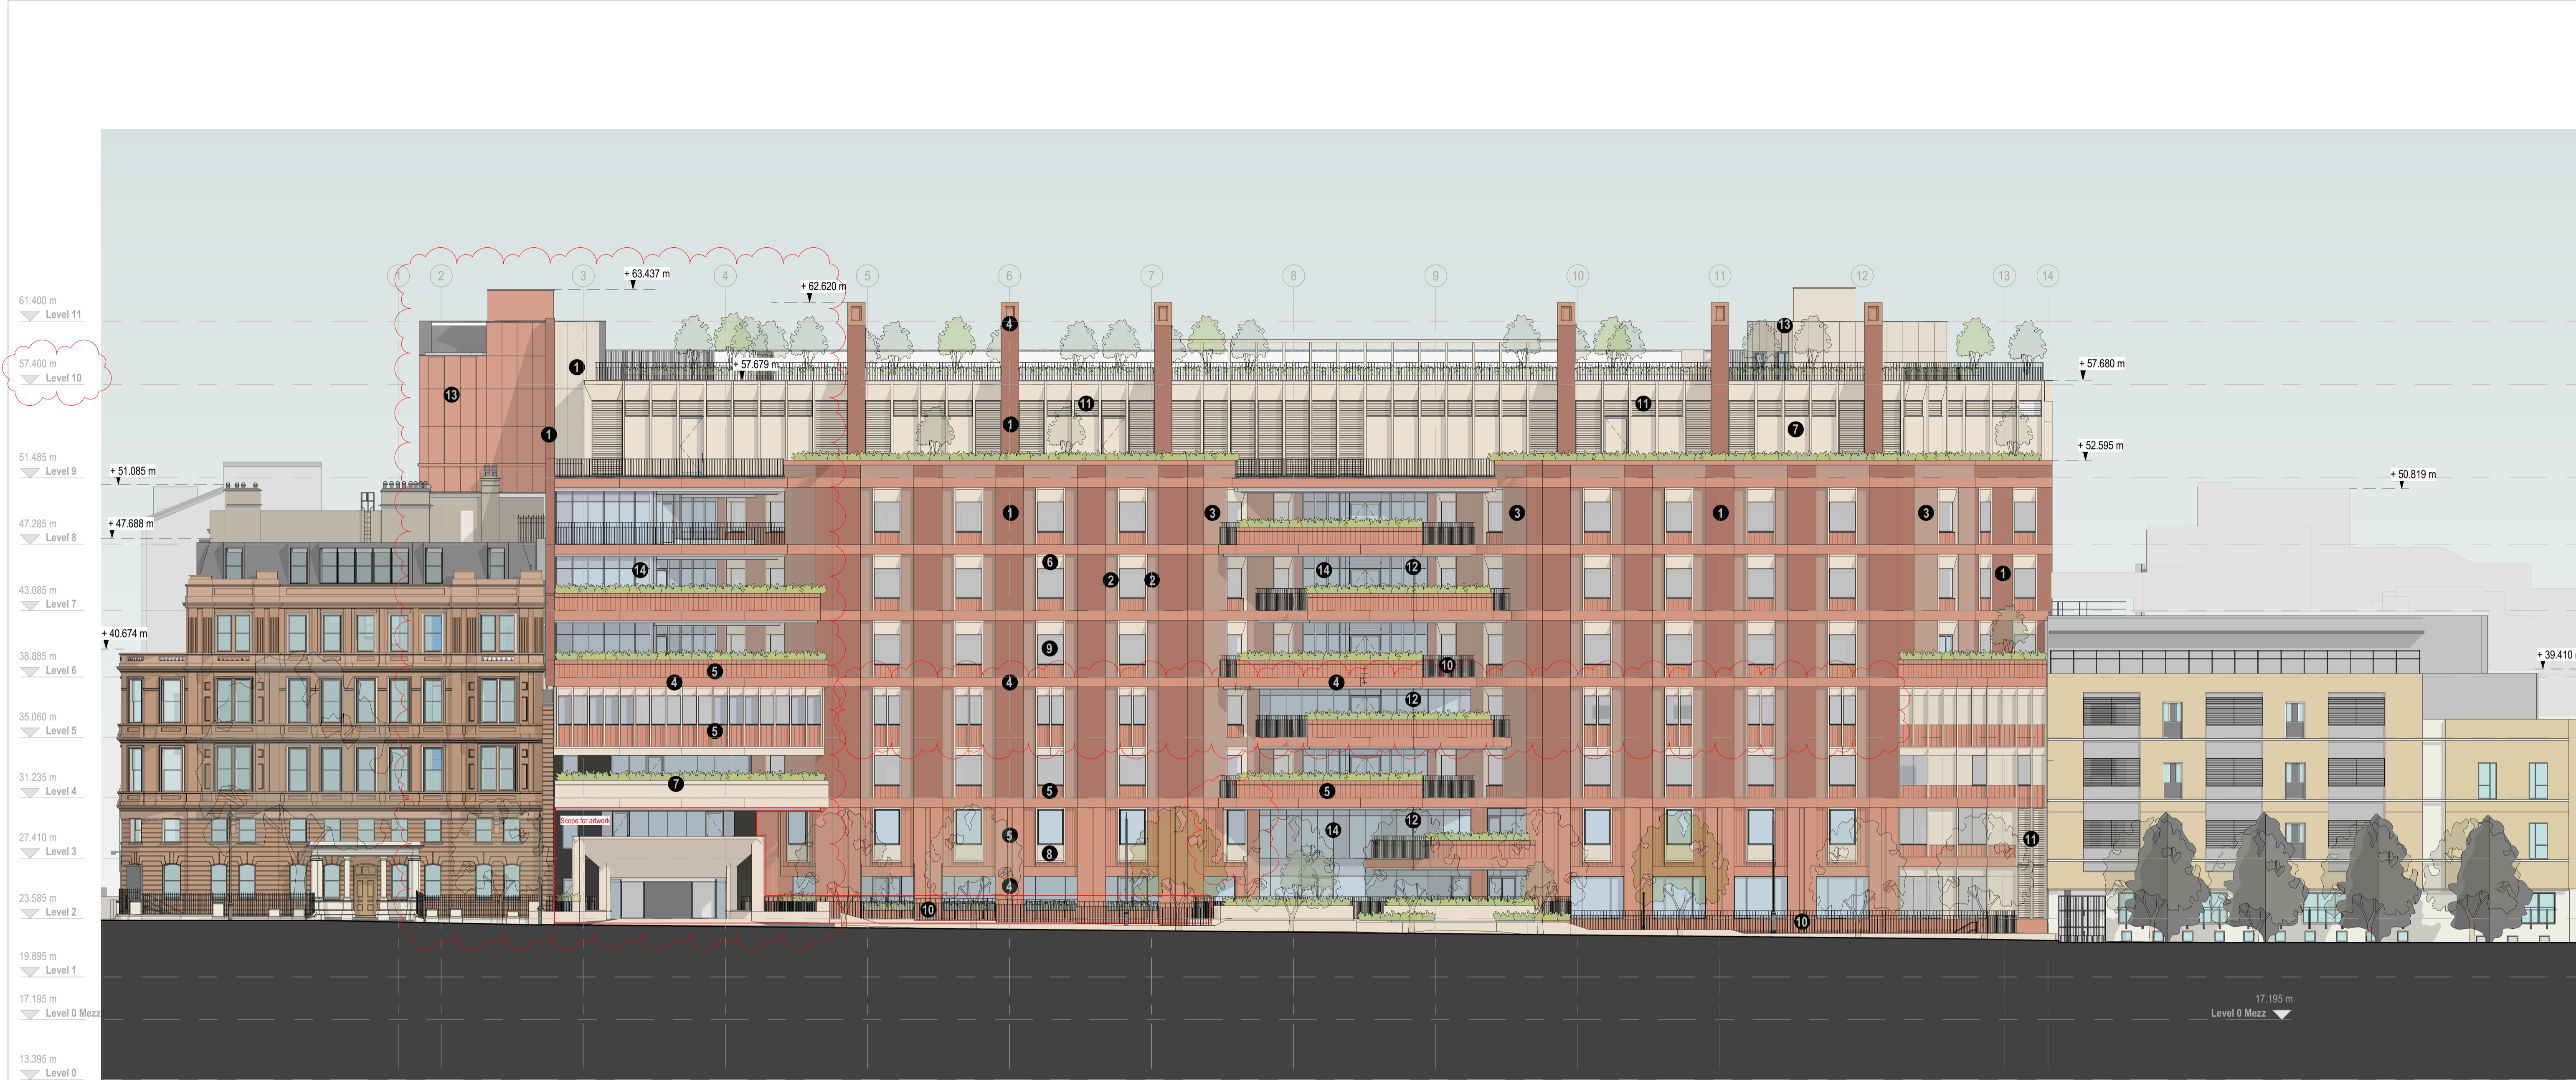 1 2 3 4 5 6 7 8 9 10 11 12 13 14
+ 63.437 m
+ 62.620 m
61.400 m
Level 11
4
13
57.400 m
Level 10
1
+ 57.679 m
+ 57.680 m
13
11
11
1
7
1
51.485 m
Level 9
+ 51.085 m
+ 52.595 m
+ 50.819 m
47.285 m
Level 8
+ 47.688 m
1
3
3
1
3
6
14
2
2
14
12
1
43.085 m
Level 7
+ 40.674 m
9
+ 39.410
38.885 m
Level 6
5
10
4
4
4
12
35.060 m
Level 5
5
31.235 m
Level 4
7
5
5
Scope for artwork
12
14
5
27.410 m
Level 3
8
11
4
23.585 m
Level 2
10
10
19.895 m
Level 1
17.195 m
Level 0 Mezz
17.195 m
Level 0 Mezz
13.395 m
Level 0